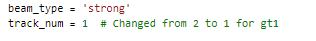 beam_type = 'strong'
track_num = 1  # Changed from 2 to 1 for gt1